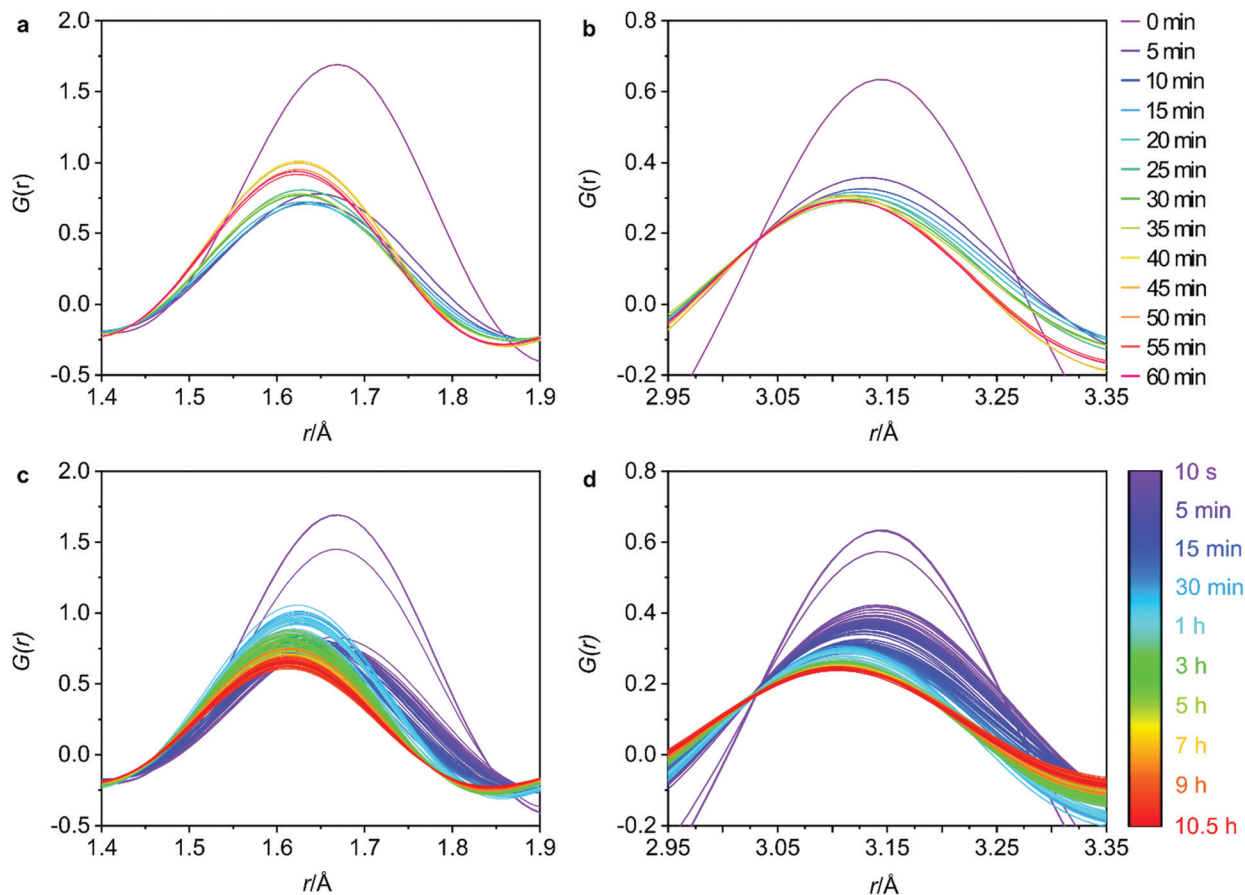 a
2.0
1.5
1.0
0.5
0.0
-0.5
G(r)
1.4 1.5 1.6 1.7 1.8 1.9
r/Å
b
0.8
0.6
0.4
0.2
0.0
-0.2
G(r)
2.95 3.05 3.15 3.25 3.35
r/Å
0 min
5 min
10 min
15 min
20 min
25 min
30 min
35 min
40 min
45 min
50 min
55 min
60 min
c
2.0
1.5
1.0
0.5
0.0
-0.5
G(r)
1.4 1.5 1.6 1.7 1.8 1.9
r/Å
d
0.8
0.6
0.4
0.2
0.0
-0.2
G(r)
2.95 3.05 3.15 3.25 3.35
r/Å
10 s
5 min
15 min
30 min
1 h
3 h
5 h
7 h
9 h
10.5 h